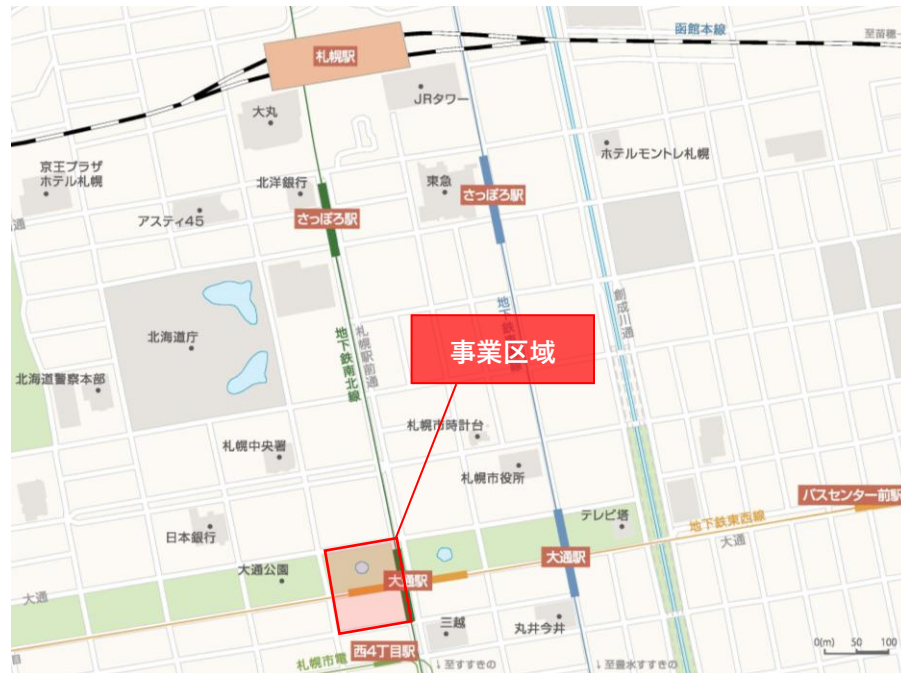 函館本線
至苗穂→
札幌駅
JRタワー
大丸
ホテルモントレ札幌
京王プラザ
ホテル札幌
北洋銀行
東急
さっぽろ駅
さっぽろ駅
アスティ45
通
創成川通
北海道庁
地下鉄南北線
札幌駅前通
地下鉄
事業区域
北海道警察本部
札幌市時計台
札幌中央署
札幌市役所
バスセンター前駅
テレビ塔
地下鉄東西線
日本銀行
大通
大通公園
大通駅
大通駅
大通
三越
丸井今井
西4丁目駅
札幌市電
目
↓至すすきの
↓至豊水すすきの
0(m) 50 100